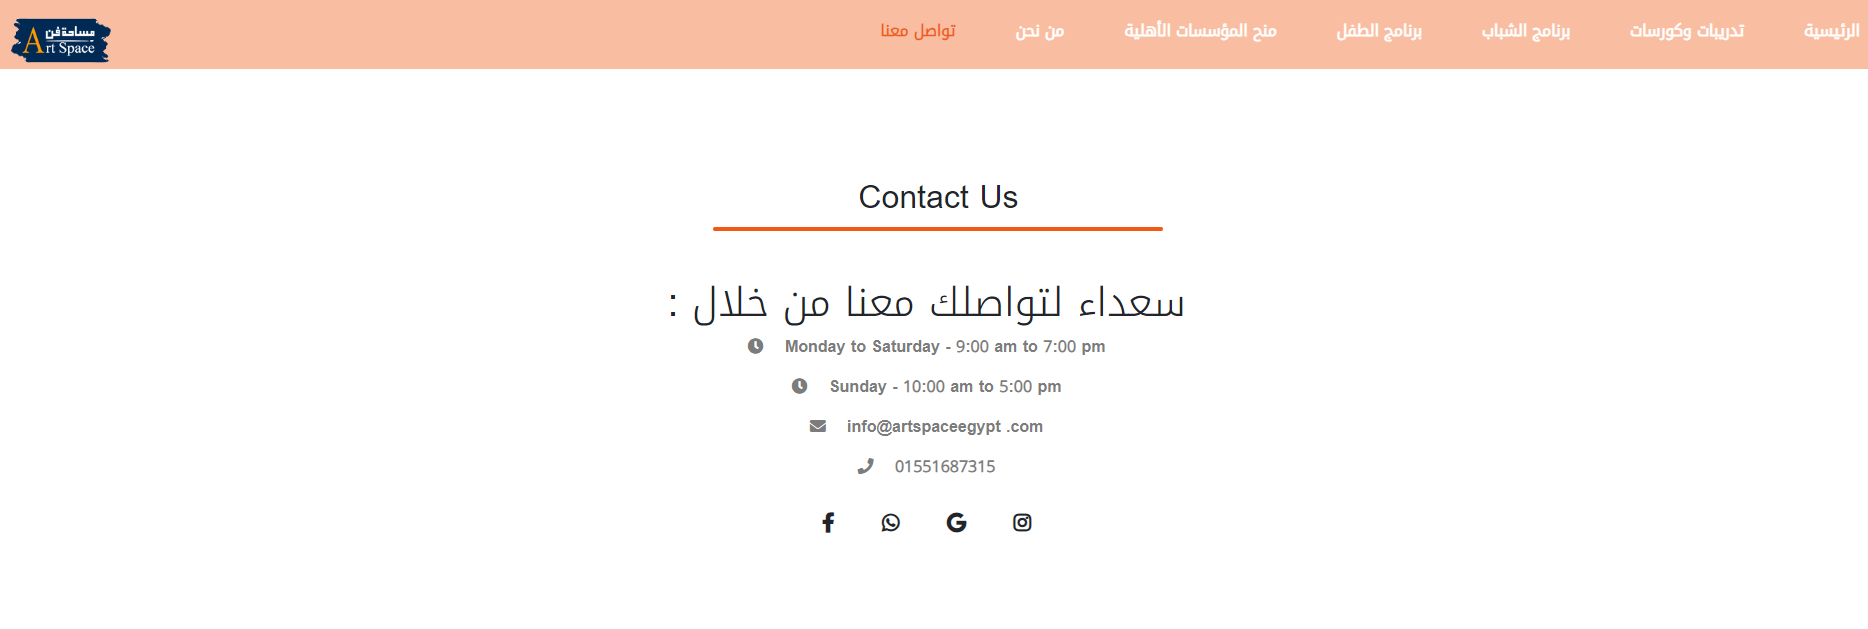 الرئيسية تدريبات وكورسات برنامج الشباب برنامج الطفل منح المؤسسات الأهلية من نحن تواصل معنا
مساحة فن
Art Space
Contact Us
سعداء لتواصلك معنا من خلال :
Monday to Saturday - 9:00 am to 7:00 pm
Sunday - 10:00 am to 5:00 pm
info@artspaceegypt .com
01551687315